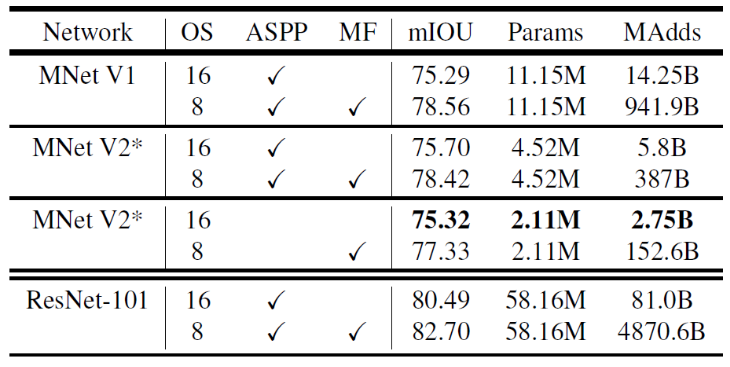 Network OS ASPP MF mIOU Params MAdds
MNet V1 16 ✓ 75.29 11.15M 14.25B
8 ✓ ✓ 78.56 11.15M 941.9B
MNet V2* 16 ✓ 75.70 4.52M 5.8B
8 ✓ ✓ 78.42 4.52M 387B
MNet V2* 16 75.32 2.11M 2.75B
8 ✓ 77.33 2.11M 152.6B
ResNet-101 16 ✓ 80.49 58.16M 81.0B
8 ✓ ✓ 82.70 58.16M 4870.6B